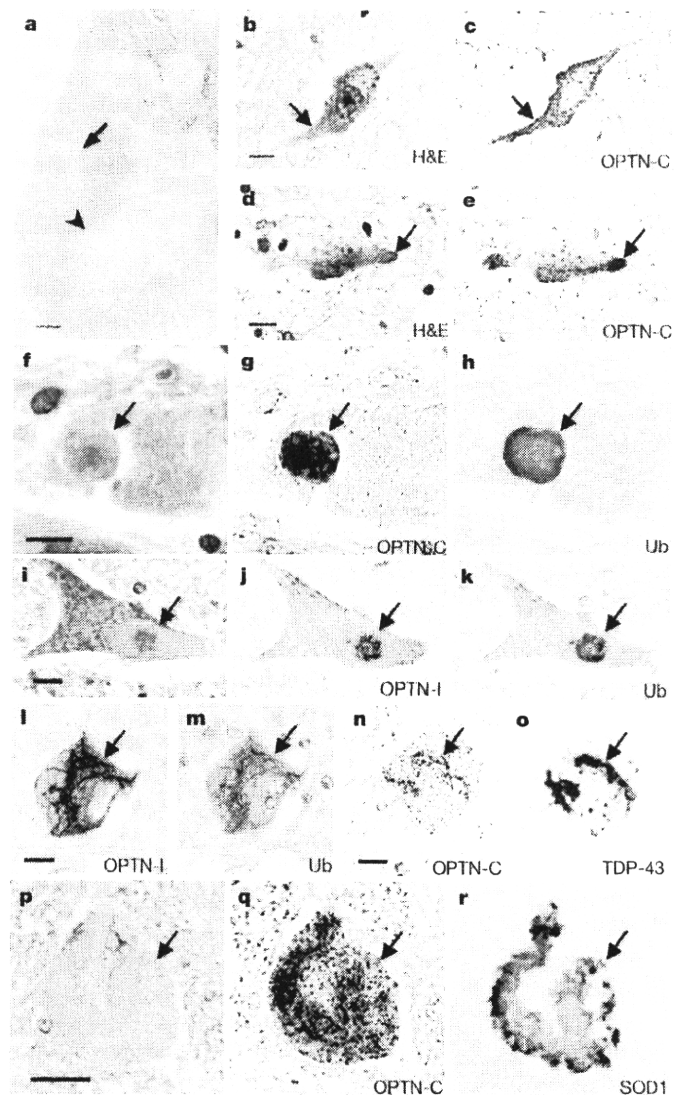 a b c
H&E OPTN-C
d e
H&E OPTN-C
f g h
OPTN-C Ub
i j k
OPTN-I Ub
l m n o
OPTN-I Ub OPTN-C TDP-43
p q r
OPTN-C SOD1